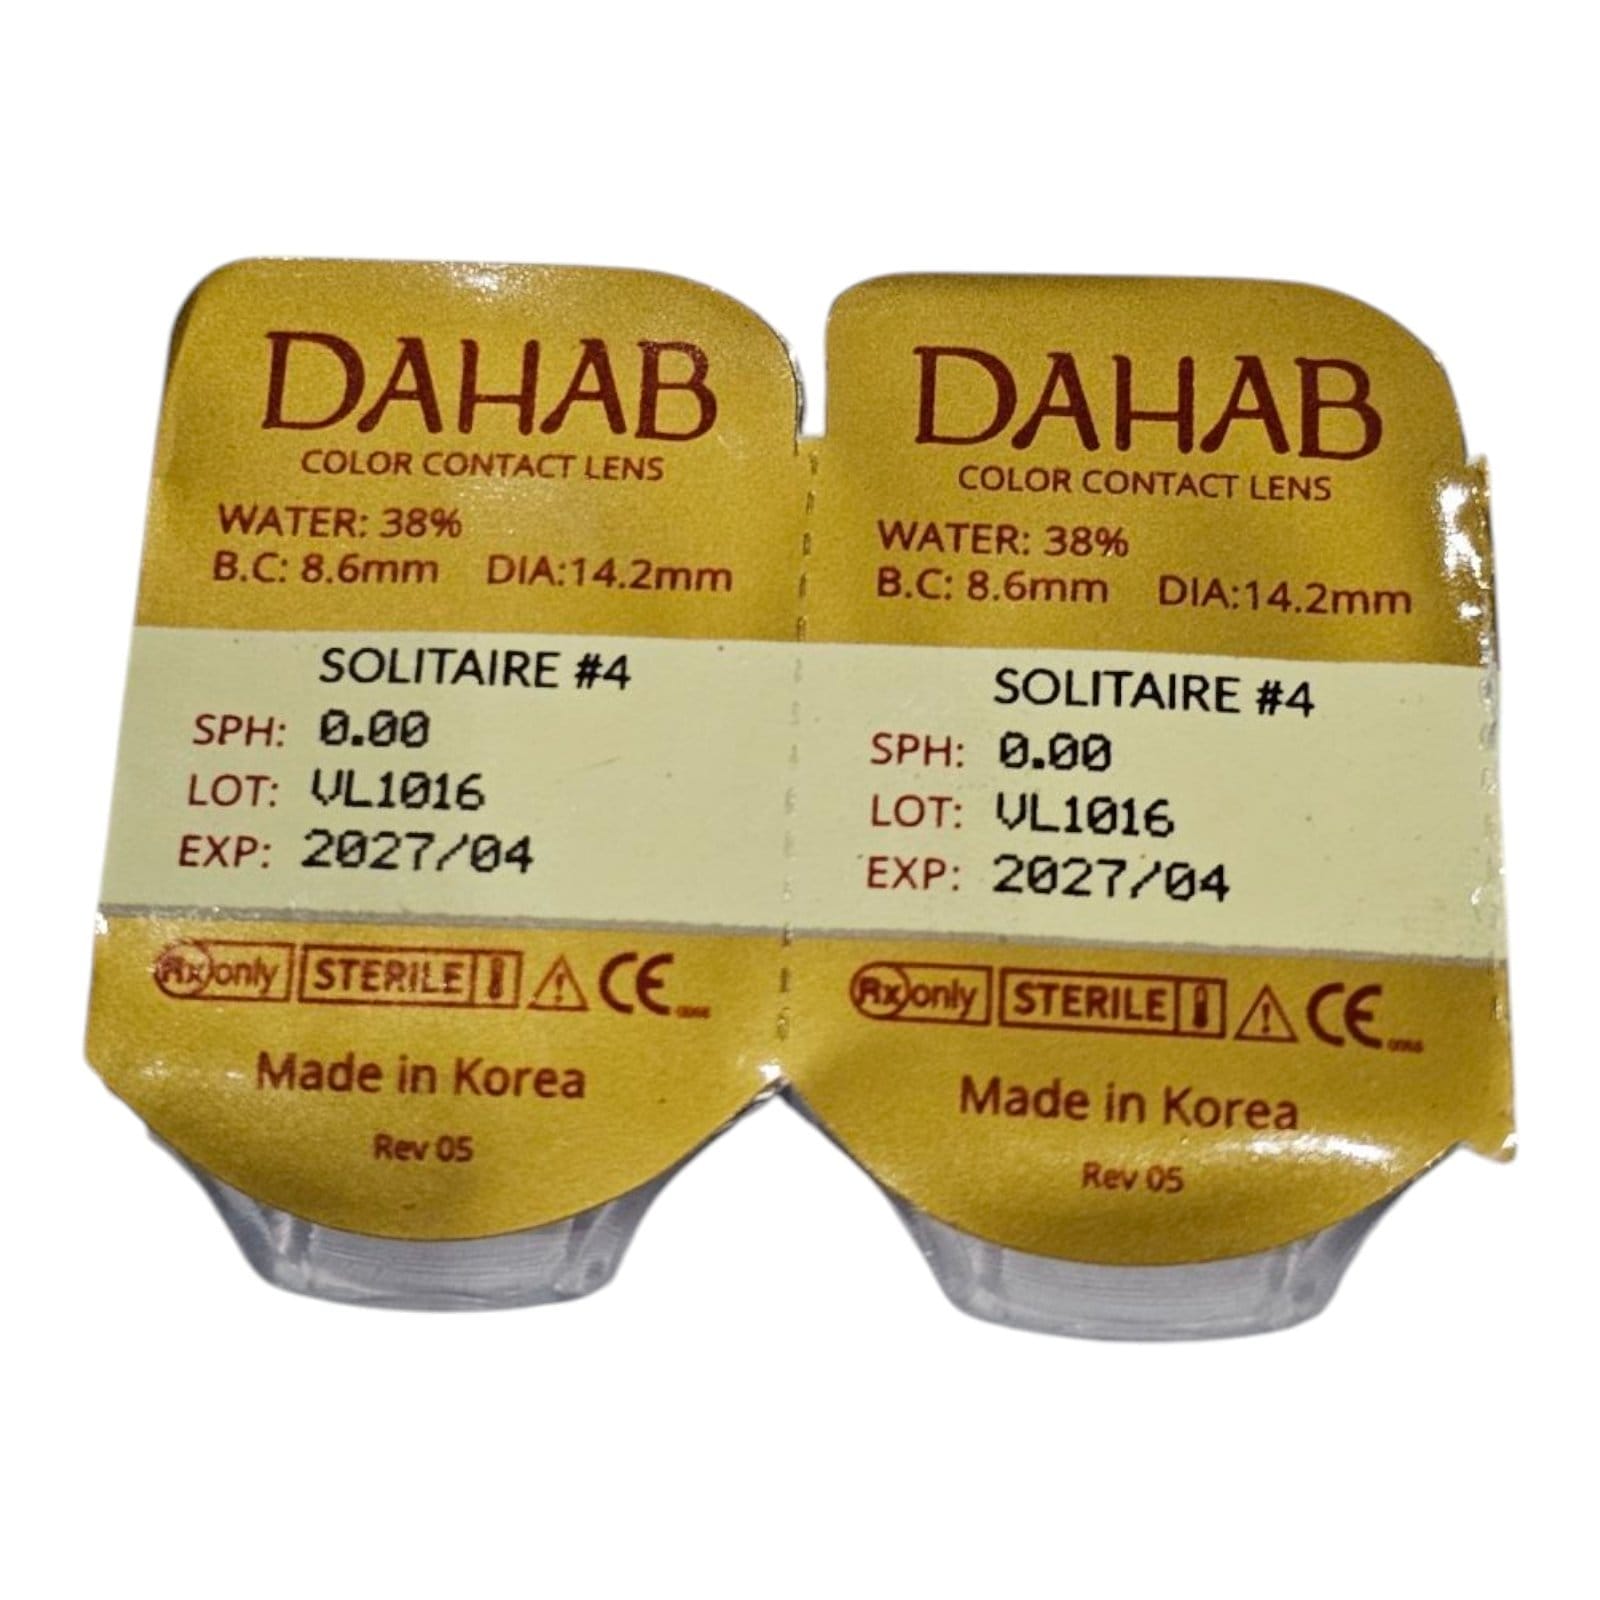 DAHAB
COLOR CONTACT LENS
WATER: 38%
B.C: 8.6mm DIA:14.2mm
SOLITAIRE #4
SPH: 0.00
LOT: VL1016
EXP: 2027/04
Rx only STERILE CE
Made in Korea
Rev 05
DAHAB
COLOR CONTACT LENS
WATER: 38%
B.C: 8.6mm DIA:14.2mm
SOLITAIRE #4
SPH: 0.00
LOT: VL1016
EXP: 2027/04
Rx only STERILE CE
Made in Korea
Rev 05